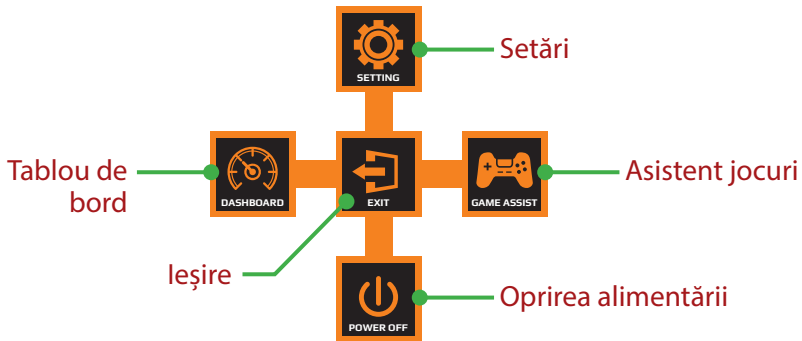 SETTING
Setări
Tablou de
bord
DASHBOARD
EXIT
GAME ASSIST
Asistent jocuri
Ieșire
POWER OFF
Oprirea alimentării